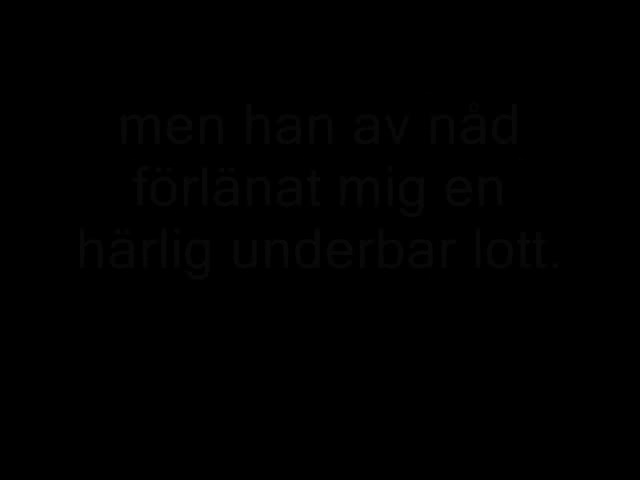 men han av nåd
förlänat mig en
härlig underbar lott.